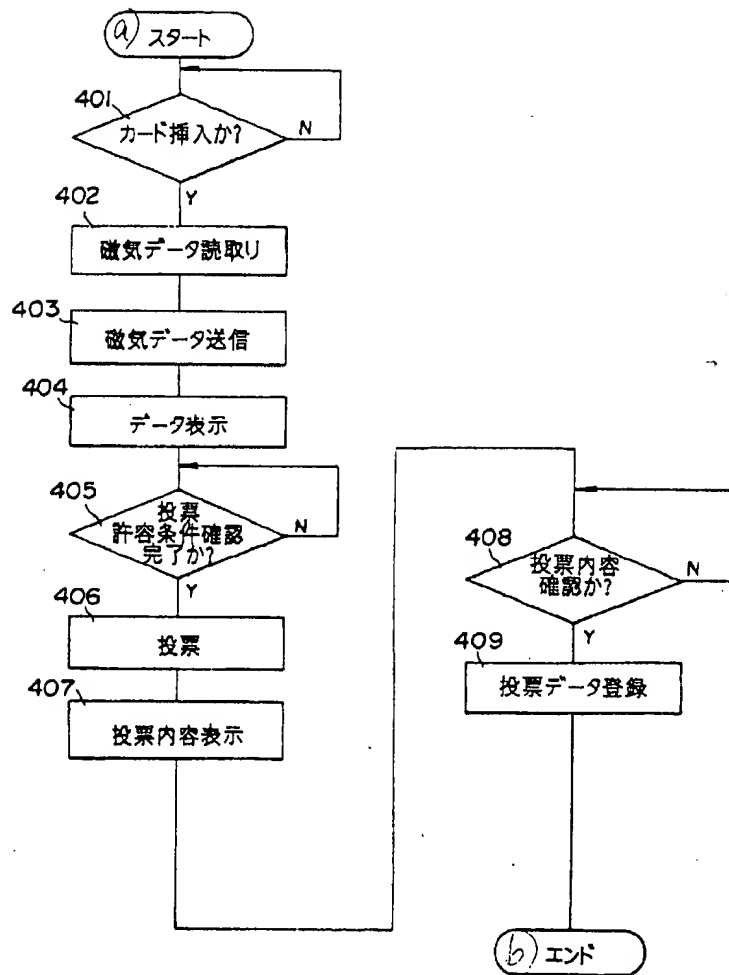 a) スタート
401
カード挿入か?
N
Y
402
磁気データ読取り
403
磁気データ送信
404
データ表示
405
投票
許容条件確認
完了か?
N
Y
406
投票
407
投票内容表示
408
投票内容
確認か?
N
Y
409
投票データ登録
b) エンド